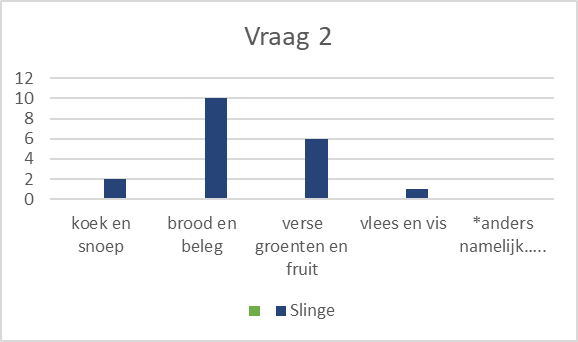 Vraag 2
12
10
8
6
4
2
0
koek en snoep
brood en beleg
verse groenten en fruit
vlees en vis
*anders namelijk…..
Slinge